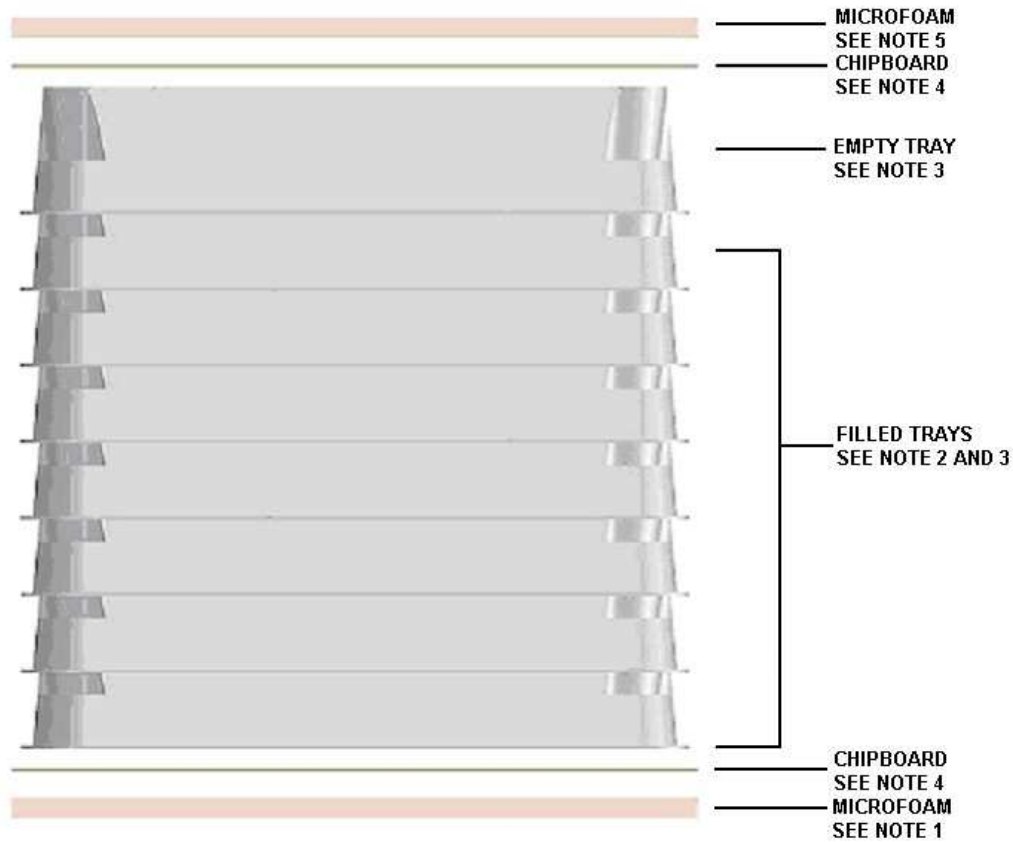 MICROFOAM
SEE NOTE 5
CHIPBOARD
SEE NOTE 4
EMPTY TRAY
SEE NOTE 3
FILLED TRAYS
SEE NOTE 2 AND 3
CHIPBOARD
SEE NOTE 4
MICROFOAM
SEE NOTE 1